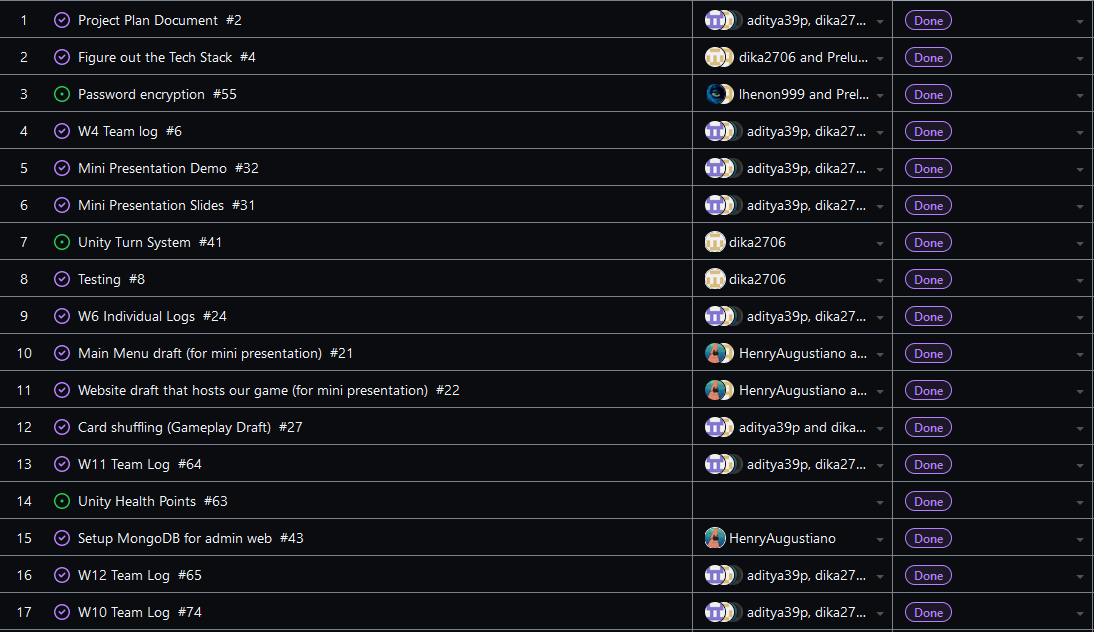 1 Project Plan Document #2 aditya39p, dika27... Done
2 Figure out the Tech Stack #4 dika2706 and Prelu... Done
3 Password encryption #55 lhenon999 and Prel... Done
4 W4 Team log #6 aditya39p, dika27... Done
5 Mini Presentation Demo #32 aditya39p, dika27... Done
6 Mini Presentation Slides #31 aditya39p, dika27... Done
7 Unity Turn System #41 dika2706 Done
8 Testing #8 dika2706 Done
9 W6 Individual Logs #24 aditya39p, dika27... Done
10 Main Menu draft (for mini presentation) #21 HenryAugustiano a... Done
11 Website draft that hosts our game (for mini presentation) #22 HenryAugustiano a... Done
12 Card shuffling (Gameplay Draft) #27 aditya39p and dika... Done
13 W11 Team Log #64 aditya39p, dika27... Done
14 Unity Health Points #63 Done
15 Setup MongoDB for admin web #43 HenryAugustiano Done
16 W12 Team Log #65 aditya39p, dika27... Done
17 W10 Team Log #74 aditya39p, dika27... Done